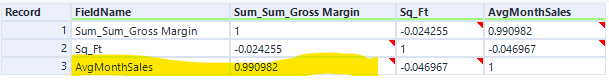 Record FieldName Sum_Sum_Gross Margin Sq_Ft AvgMonthSales
1 Sum_Sum_Gross Margin 1 -0.024255 0.990982
2 Sq_Ft -0.024255 1 -0.046967
3 AvgMonthSales 0.990982 -0.046967 1